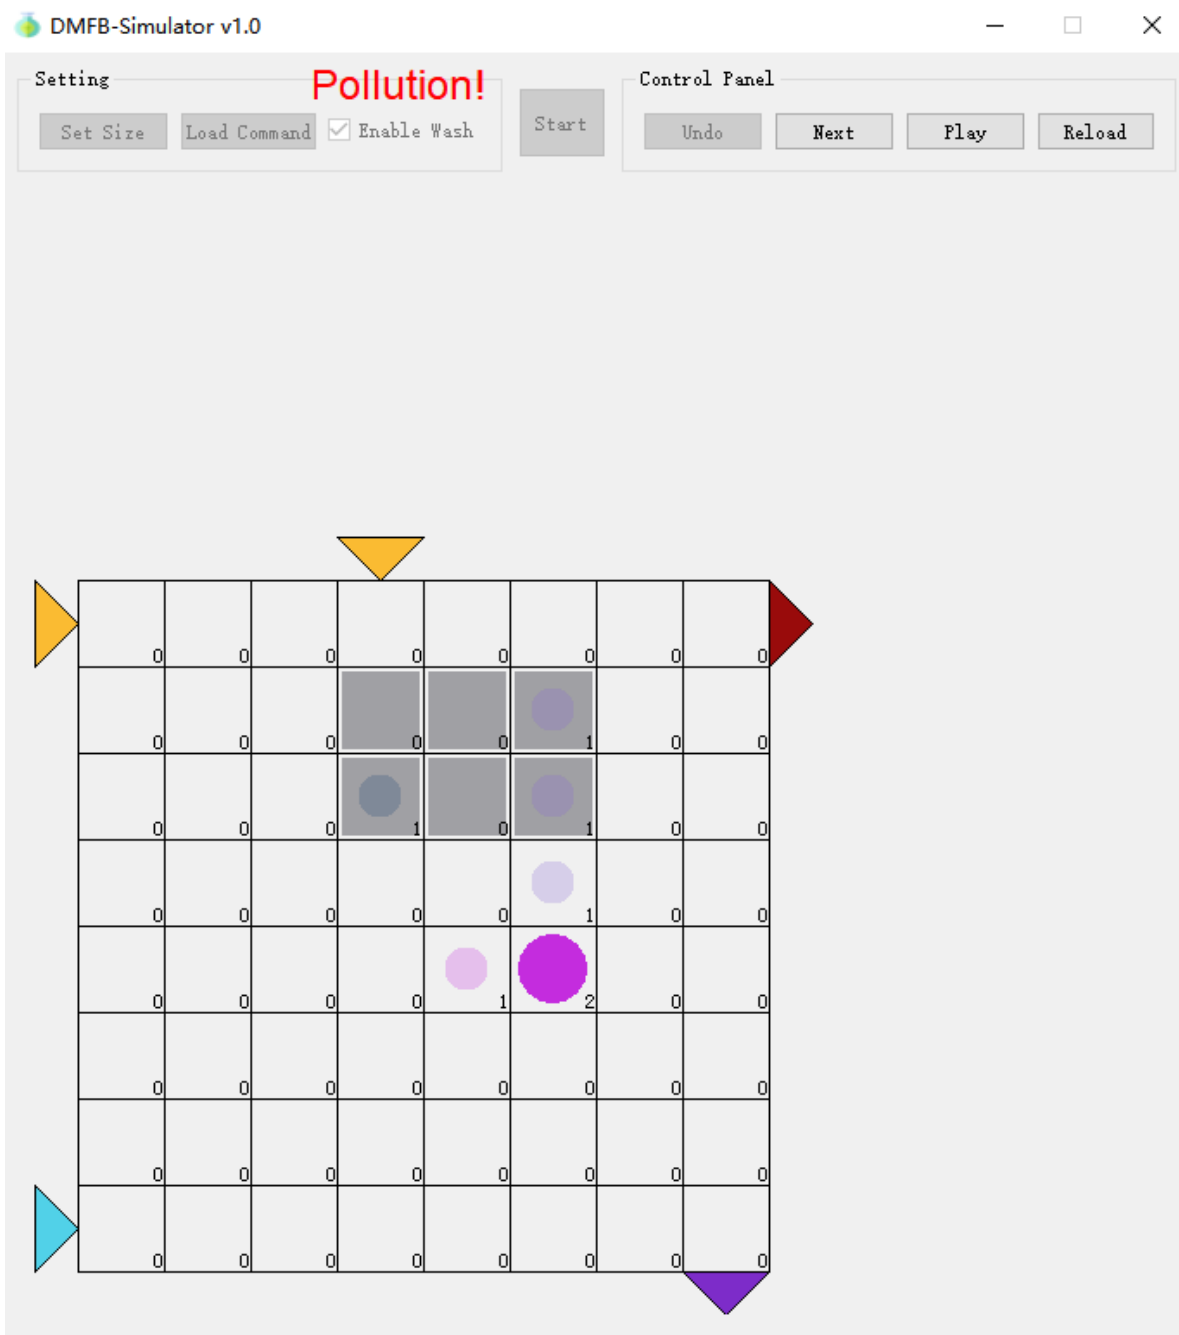 DMFB-Simulator v1.0
Setting
Pollution!
Control Panel
Set Size Load Command Enable Wash Start Undo Next Play Reload
0 0 0 0 0 0 0 0
0 0 0 0 0 1 0 0
0 0 0 1 0 1 0 0
0 0 0 0 0 1 0 0
0 0 0 0 1 2 0 0
0 0 0 0 0 0 0 0
0 0 0 0 0 0 0 0
0 0 0 0 0 0 0 0